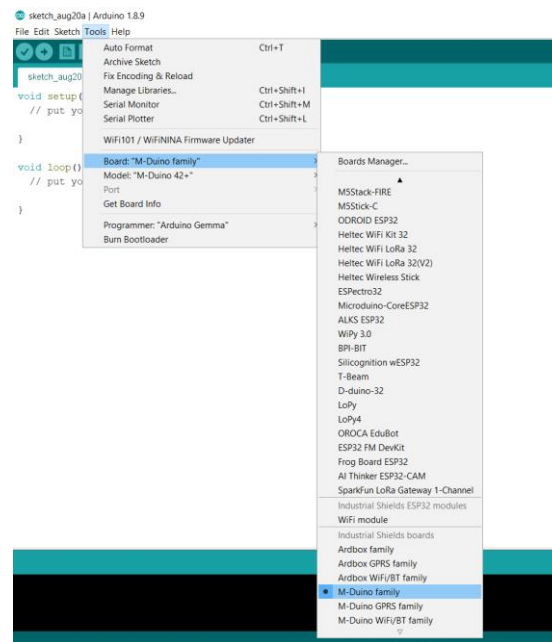 sketch_aug20a | Arduino 1.8.9
File Edit Sketch Tools Help
sketch_aug20
void setup(
// put yo
}
void loop()
// put yo
}
Auto Format Ctrl+T
Archive Sketch
Fix Encoding & Reload
Manage Libraries... Ctrl+Shift+I
Serial Monitor Ctrl+Shift+M
Serial Plotter Ctrl+Shift+L
WiFi101 / WiFiNINA Firmware Updater
Board: "M-Duino family"
Model: "M-Duino 42+"
Port
Get Board Info
Programmer: "Arduino Gemma"
Burn Bootloader
Boards Manager...
M5Stack-FIRE
M5Stick-C
ODROID ESP32
Heltec WiFi Kit 32
Heltec WiFi LoRa 32
Heltec WiFi LoRa 32(V2)
Heltec Wireless Stick
ESPectro32
Microduino-CoreESP32
ALKS ESP32
WiPy 3.0
BPI-BIT
Silicognition wESP32
T-Beam
D-duino-32
LoPy
LoPy4
OROCA EduBot
ESP32 FM DevKit
Frog Board ESP32
AI Thinker ESP32-CAM
SparkFun LoRa Gateway 1-Channel
Industrial Shields ESP32 modules
WiFi module
Industrial Shields boards
Ardbox family
Ardbox GPRS family
Ardbox WiFi/BT family
M-Duino family
M-Duino GPRS family
M-Duino WiFi/BT family